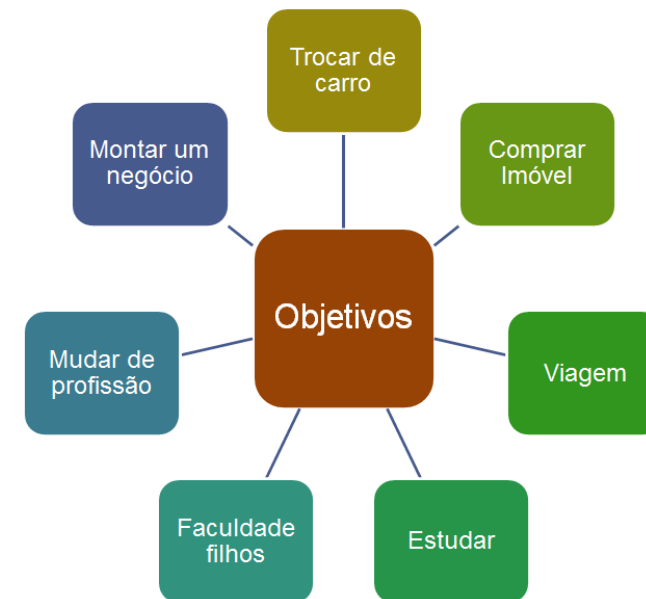 Trocar de
carro
Montar um
negócio
Comprar
Imóvel
Objetivos
Mudar de
profissão
Viagem
Faculdade
filhos
Estudar